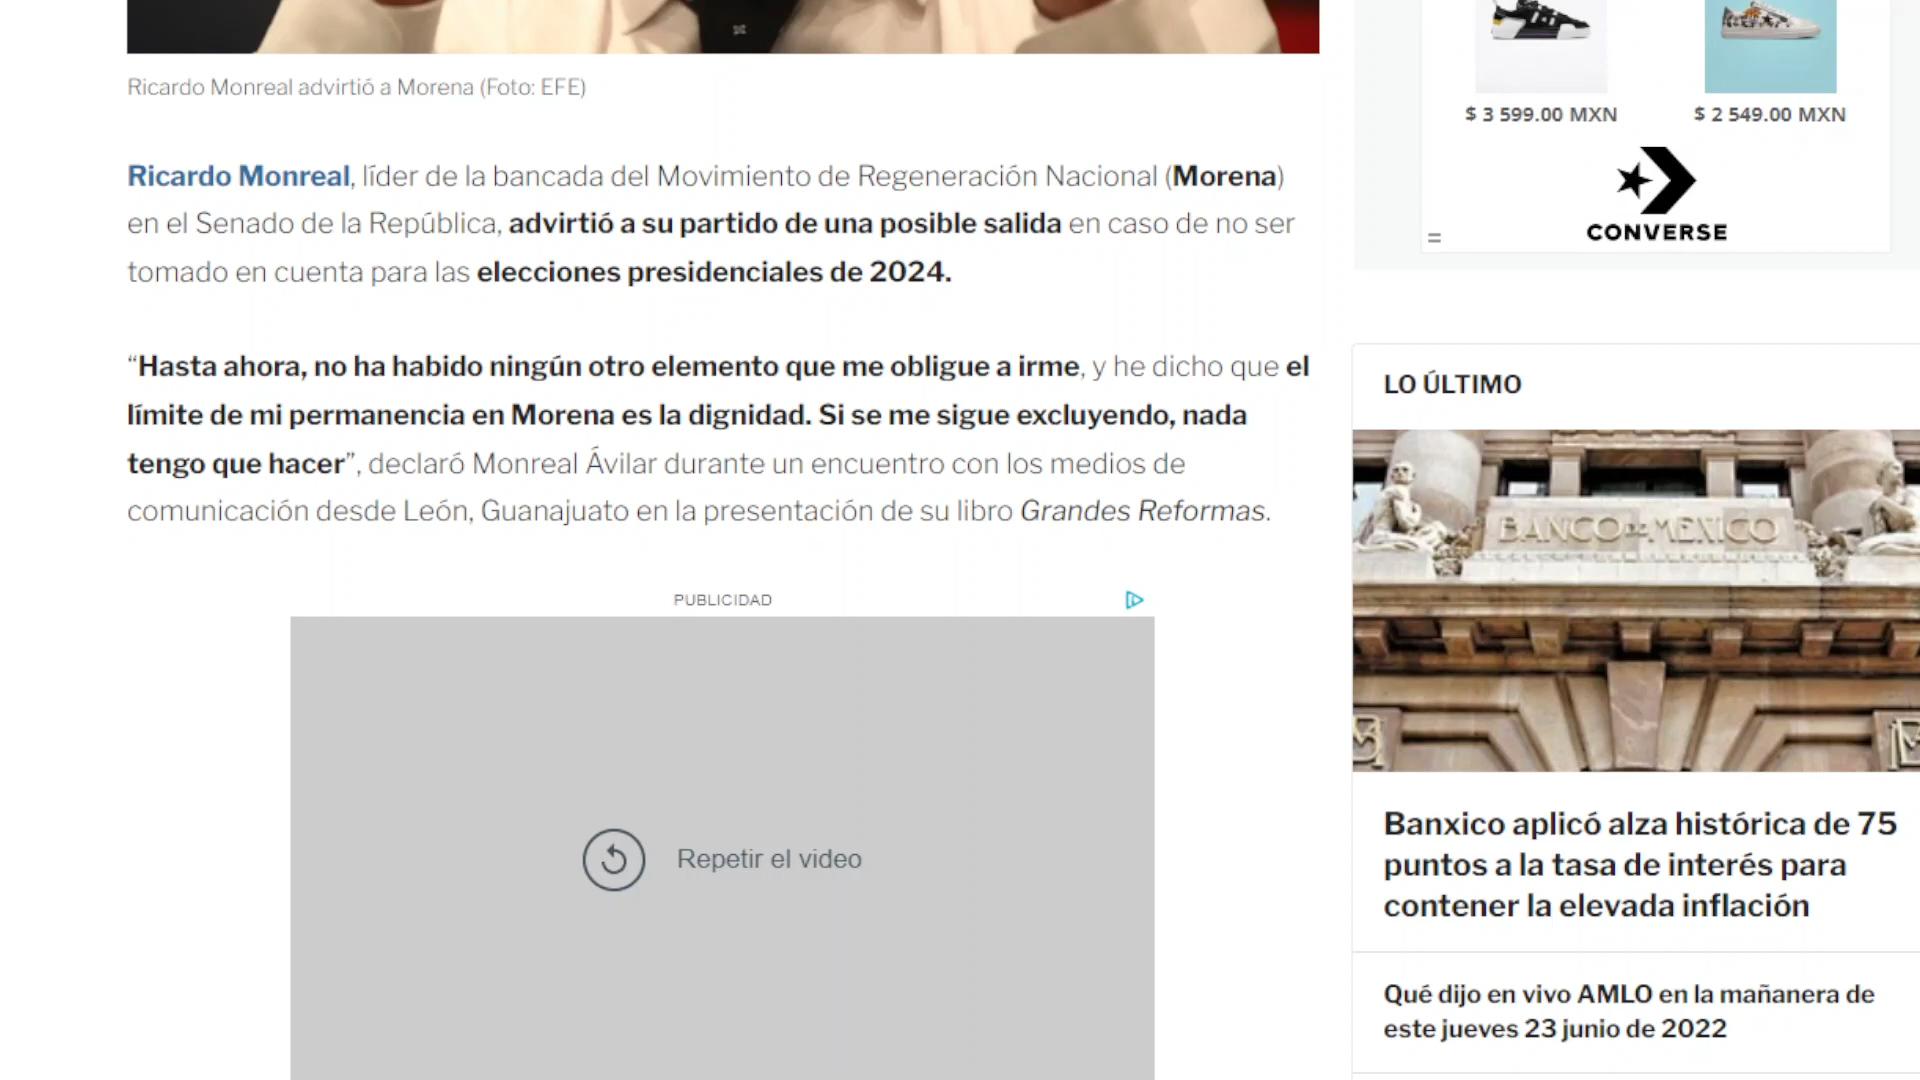 Ricardo Monreal advirtió a Morena (Foto: EFE)
Ricardo Monreal, líder de la bancada del Movimiento de Regeneración Nacional (Morena)
en el Senado de la República, advirtió a su partido de una posible salida en caso de no ser
tomado en cuenta para las elecciones presidenciales de 2024.
“Hasta ahora, no ha habido ningún otro elemento que me obligue a irme, y he dicho que el
límite de mi permanencia en Morena es la dignidad. Si se me sigue excluyendo, nada
tengo que hacer”, declaró Monreal Ávilar durante un encuentro con los medios de
comunicación desde León, Guanajuato en la presentación de su libro Grandes Reformas.
PUBLICIDAD
Repetir el video
$ 3 599.00 MXN
$ 2 549.00 MXN
CONVERSE
LO ÚLTIMO
BANCO DE MEXICO
Banxico aplicó alza histórica de 75
puntos a la tasa de interés para
contener la elevada inflación
Qué dijo en vivo AMLO en la mañanera de
este jueves 23 junio de 2022